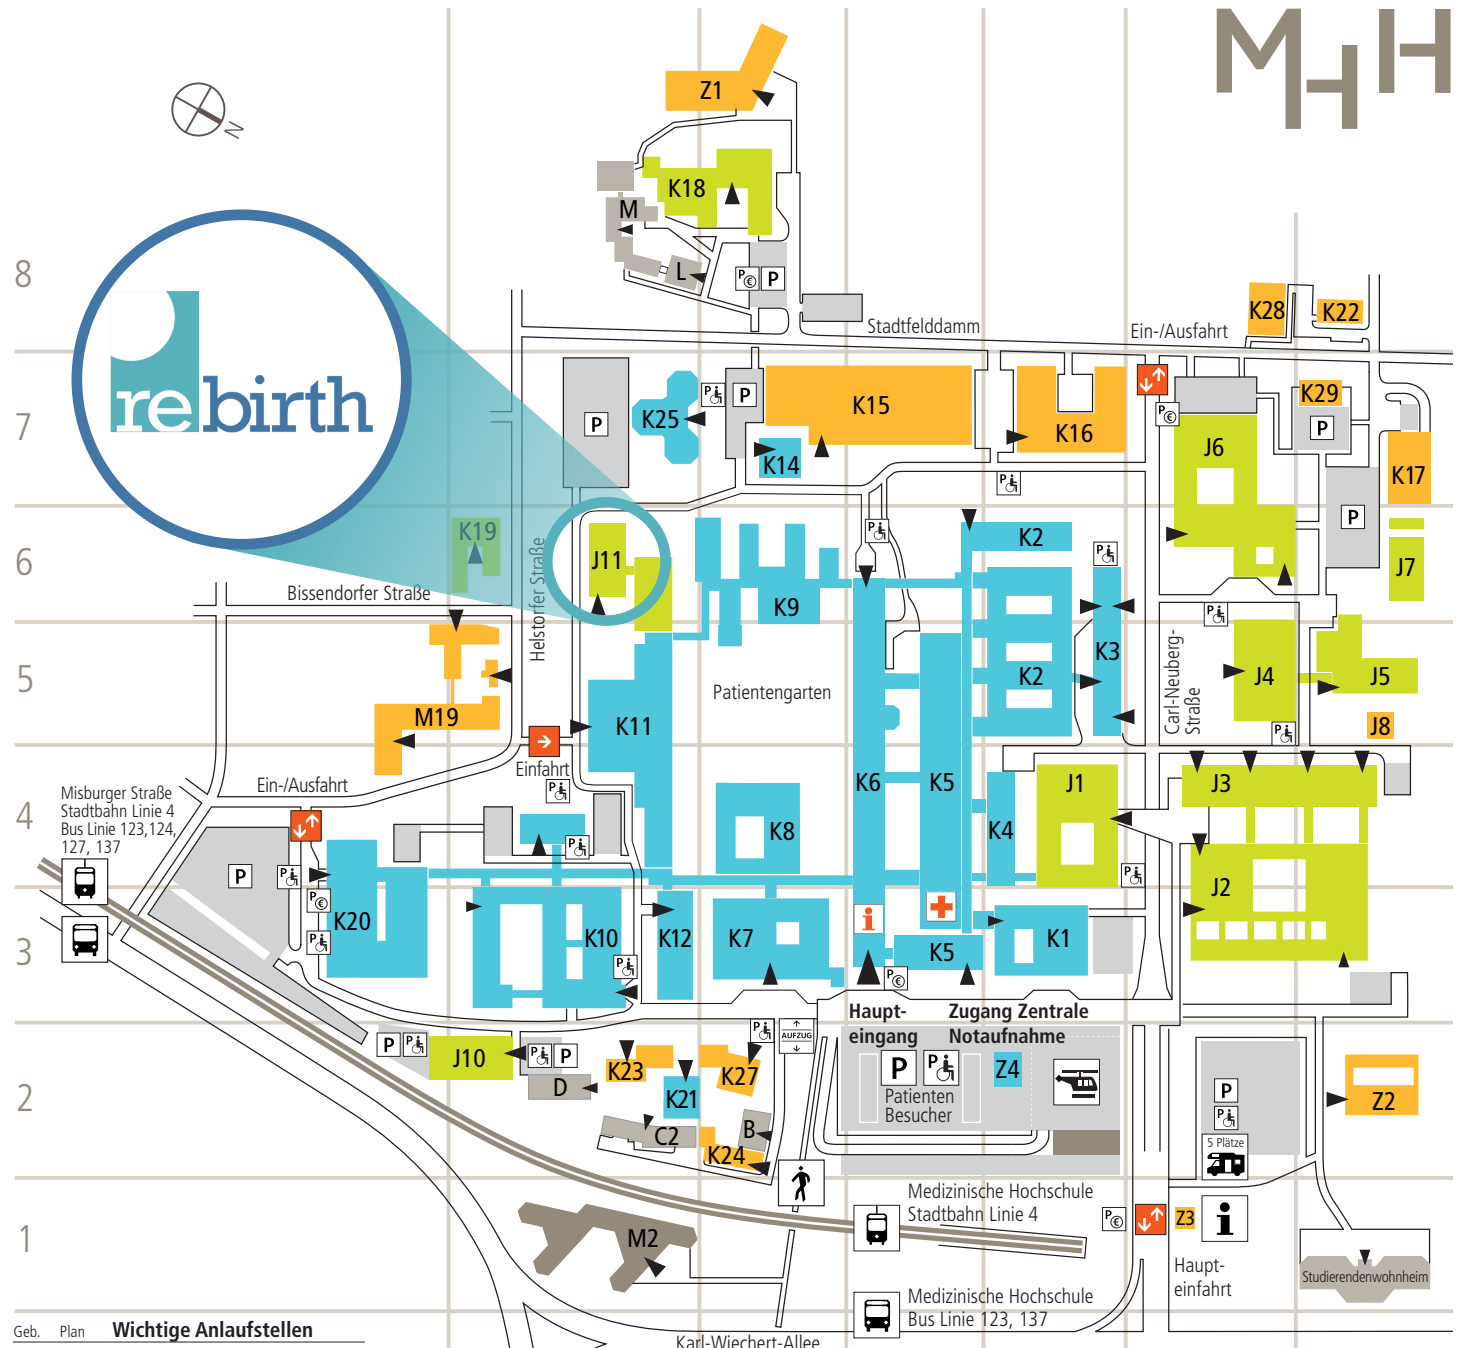 MHH
Z1
N
K18
M
L
P€
P
8
Stadtfelddamm
Ein-/Ausfahrt
K28
K22
rebirth
7
P
K25
P
P
K14
K15
K16
P€
J6
K29
P
K17
P
P
6
K19
Bissendorfer Straße
Helstorfer Straße
J11
K9
P
K2
P
J7
P
5
M19
K11
Patientengarten
K2
K3
Carl-Neuberg-
Straße
J4
J5
J8
P
Einfahrt
P
Ein-/Ausfahrt
Misburger Straße
Stadtbahn Linie 4
Bus Linie 123,124,
127, 137
4
K8
K6
K5
K4
J1
J3
P
P
P
P
J2
3
P€
P
K20
K10
P
K12
K7
i
K5
K1
P€
Haupt-
eingang
Zugang Zentrale
Notaufnahme
P
AUFZUG
P
P
J10
P
P
D
K23
K21
K27
P
P
Z4
Patienten
Besucher
2
C2
B
K24
P
P
5 Plätze
Z2
1
M2
Medizinische Hochschule
Stadtbahn Linie 4
P€
Z3
i
Haupt-
einfahrt
Studierendenwohnheim
Medizinische Hochschule
Bus Linie 123, 137
Karl-Wiechert-Allee
Geb. Plan Wichtige Anlaufstellen